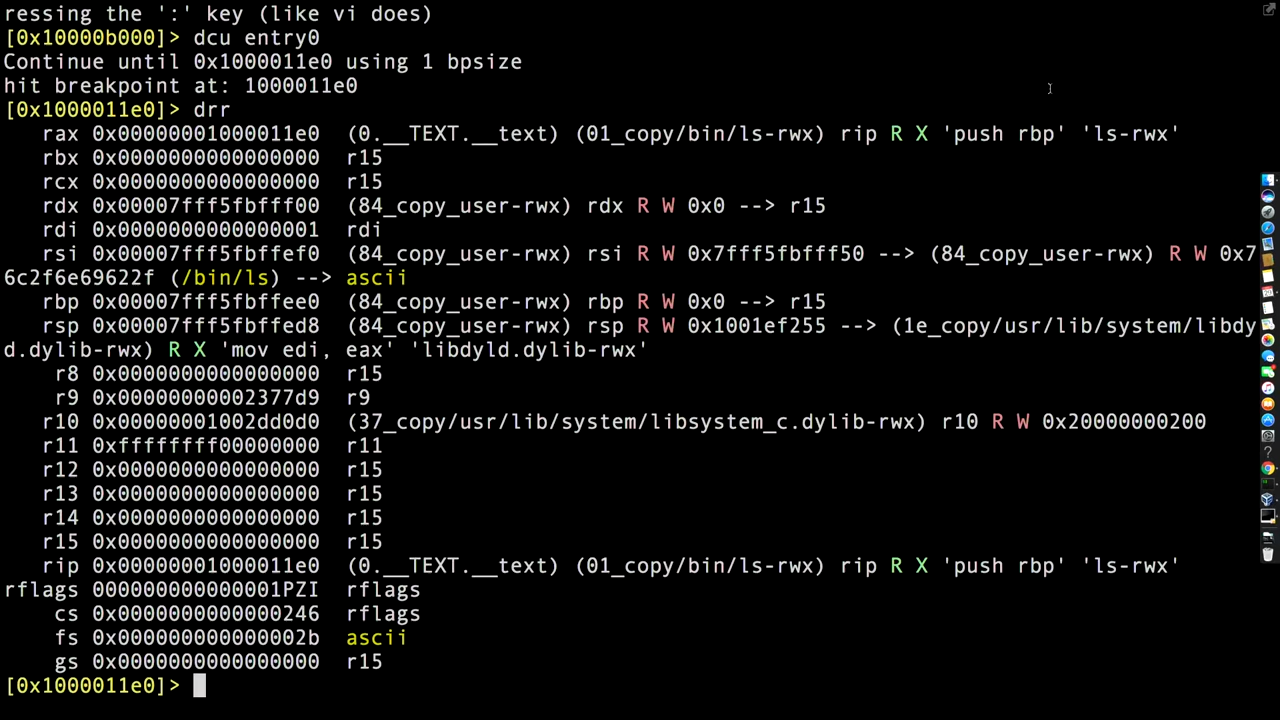 ressing the ':' key (like vi does)
[0x10000b000]> dcu entry0
Continue until 0x1000011e0 using 1 bpsize
hit breakpoint at: 1000011e0
[0x1000011e0]> drr
   rax 0x00000001000011e0  (0.__TEXT.__text) (01_copy/bin/ls-rwx) rip R X 'push rbp' 'ls-rwx'
   rbx 0x0000000000000000  r15
   rcx 0x0000000000000000  r15
   rdx 0x00007fff5fbfff00  (84_copy_user-rwx) rdx R W 0x0 --> r15
   rdi 0x0000000000000001  rdi
   rsi 0x00007fff5fbffef0  (84_copy_user-rwx) rsi R W 0x7fff5fbfff50 --> (84_copy_user-rwx) R W 0x7
6c2f6e69622f (/bin/ls) --> ascii
   rbp 0x00007fff5fbffee0  (84_copy_user-rwx) rbp R W 0x0 --> r15
   rsp 0x00007fff5fbffed8  (84_copy_user-rwx) rsp R W 0x1001ef255 --> (1e_copy/usr/lib/system/libdy
d.dylib-rwx) R X 'mov edi, eax' 'libdyld.dylib-rwx'
    r8 0x0000000000000000  r15
    r9 0x00000000002377d9  r9
   r10 0x00000001002dd0d0  (37_copy/usr/lib/system/libsystem_c.dylib-rwx) r10 R W 0x20000000200
   r11 0xffffffff00000000  r11
   r12 0x0000000000000000  r15
   r13 0x0000000000000000  r15
   r14 0x0000000000000000  r15
   r15 0x0000000000000000  r15
   rip 0x00000001000011e0  (0.__TEXT.__text) (01_copy/bin/ls-rwx) rip R X 'push rbp' 'ls-rwx'
rflags 00000000000001PZI  rflags
    cs 0x0000000000000246  rflags
    fs 0x000000000000002b  ascii
    gs 0x0000000000000000  r15
[0x1000011e0]>